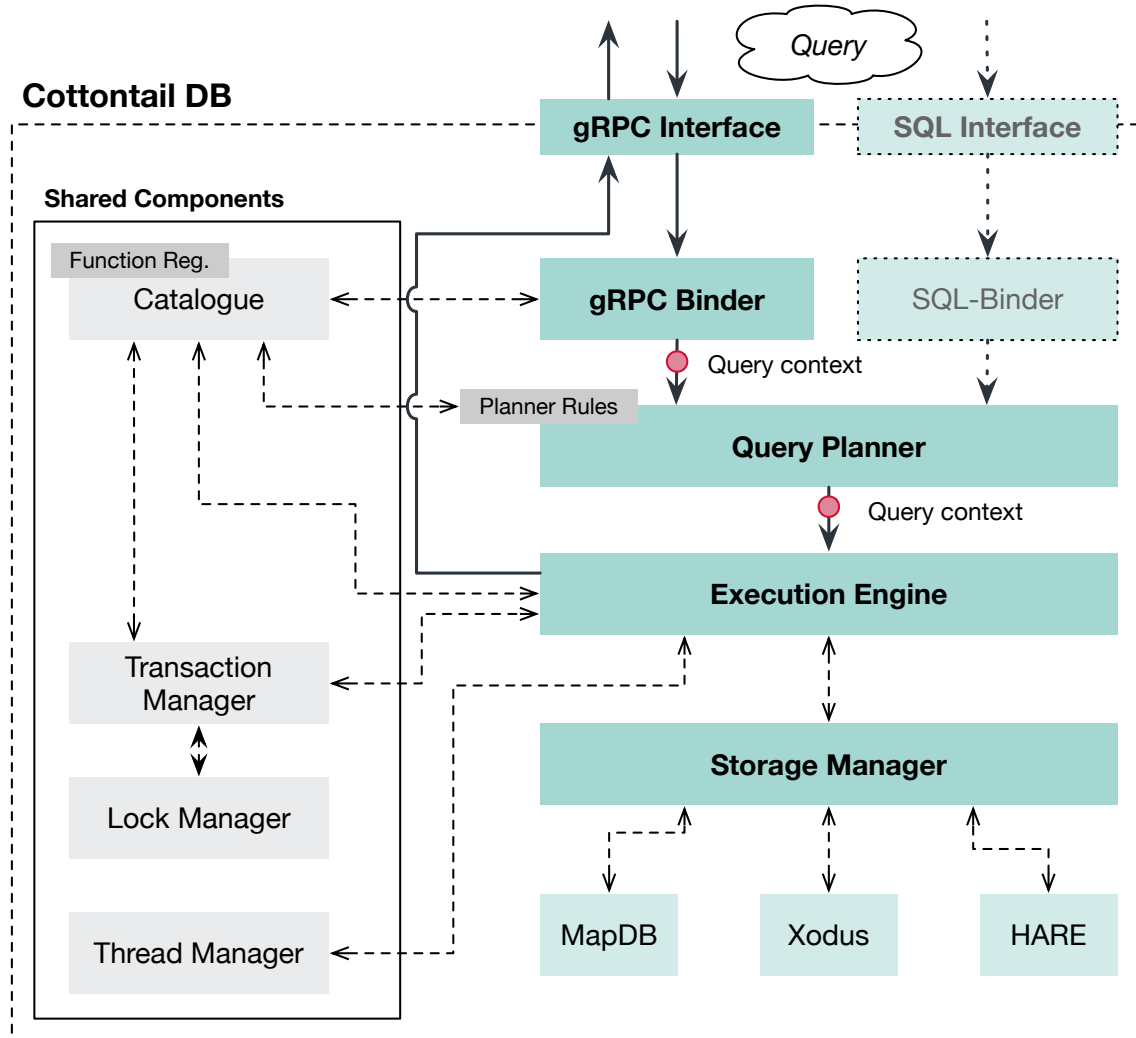 Query
Cottontail DB
gRPC Interface
SQL Interface
Shared Components
Function Reg.
Catalogue
gRPC Binder
SQL-Binder
Query context
Planner Rules
Query Planner
Query context
Execution Engine
Transaction
Manager
Storage Manager
Lock Manager
MapDB
Xodus
HARE
Thread Manager